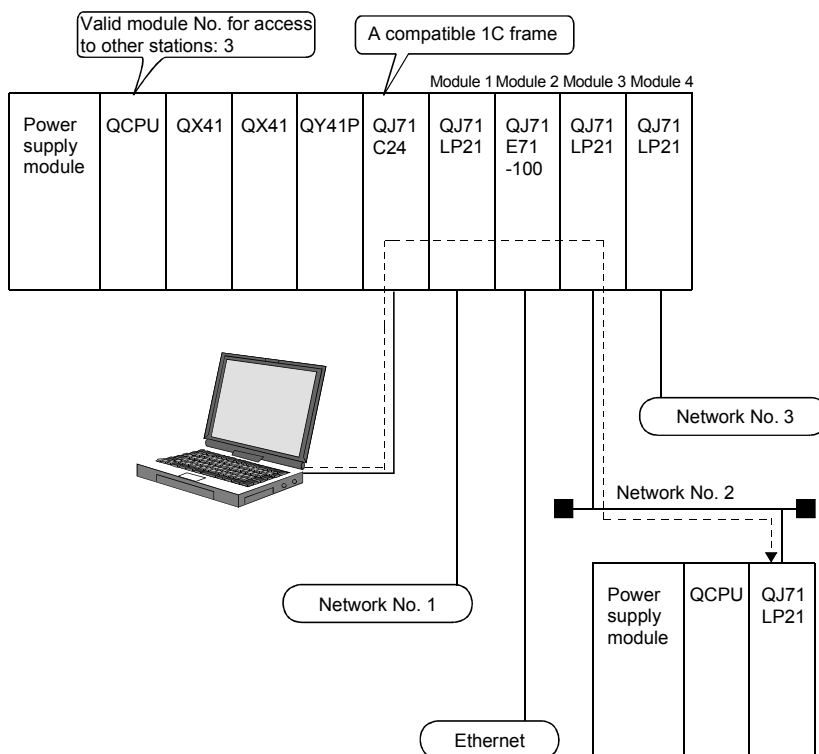 Valid module No. for access
to other stations: 3
A compatible 1C frame
Module 1 Module 2 Module 3 Module 4
Power
supply
module
QCPU
QX41
QX41
QY41P
QJ71
C24
QJ71
LP21
QJ71
E71
-100
QJ71
LP21
QJ71
LP21
Network No. 3
Network No. 2
Network No. 1
Power
supply
module
QCPU
QJ71
LP21
Ethernet